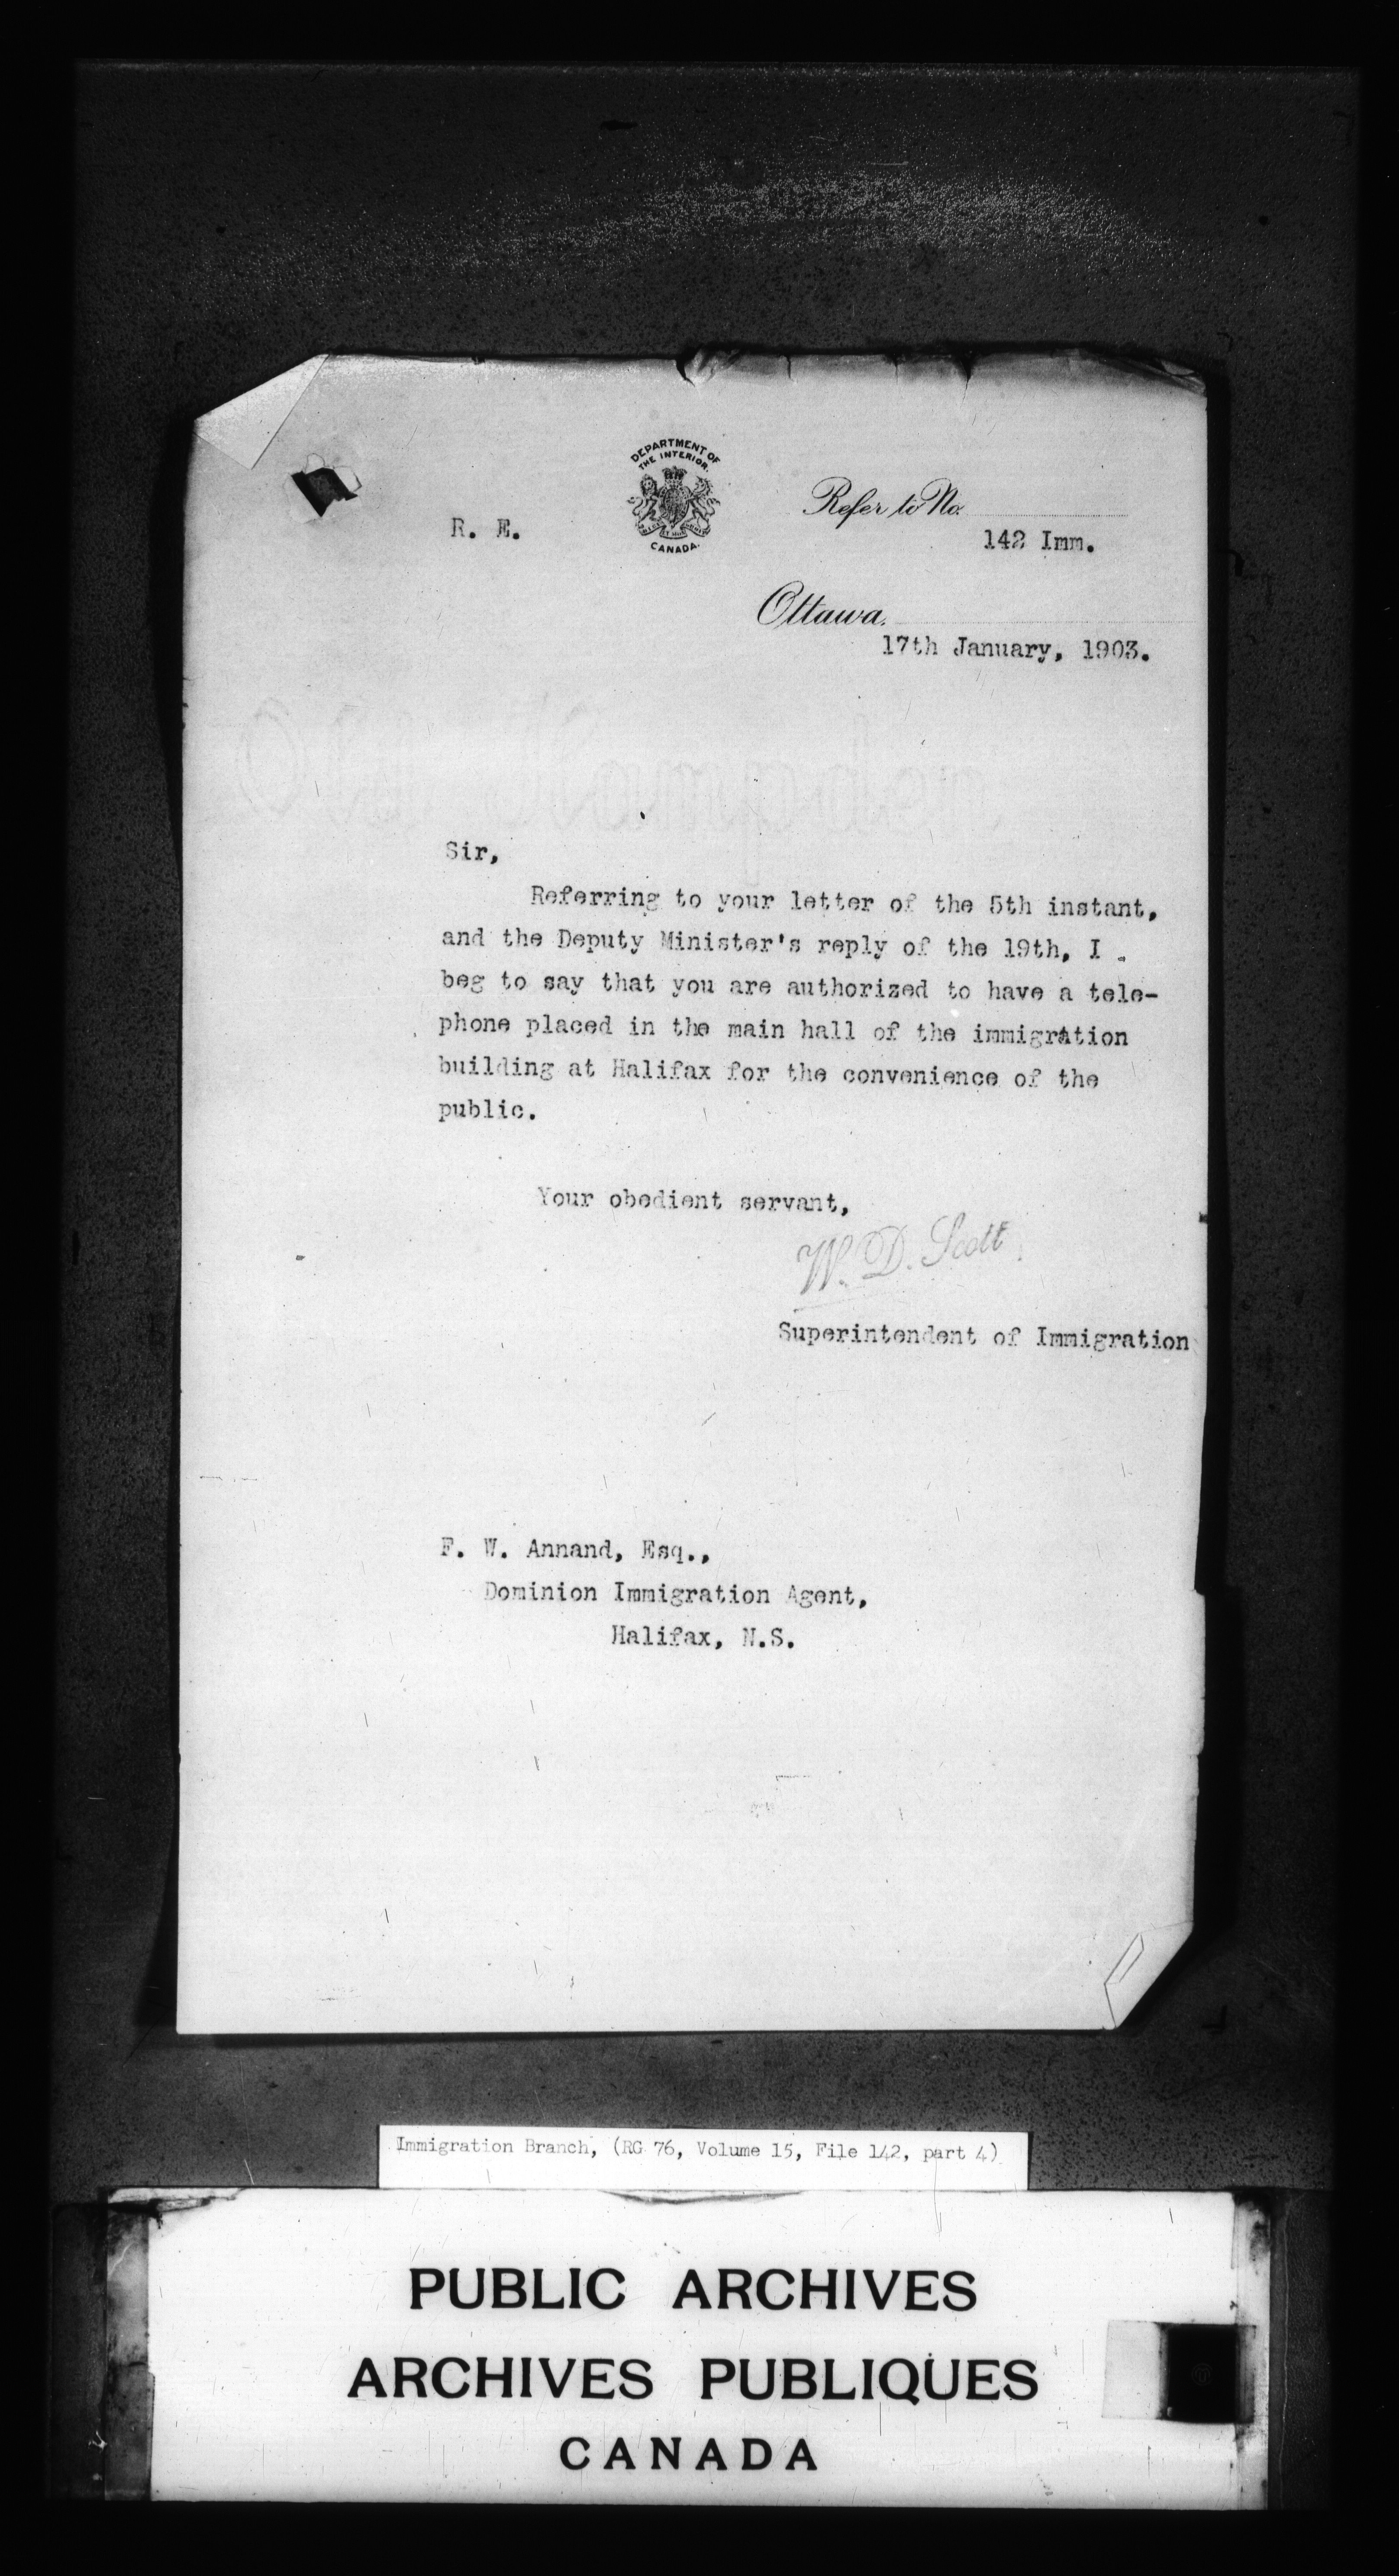 DEPARTMENT OF
THE INTERIOR.
CANADA.
R. E.
Refer to No.
142 Imm.
Ottawa,
17th January, 1903.
Sir,
Referring to your letter of the 5th instant,
and the Deputy Minister's reply of the 19th, I
beg to say that you are authorized to have a tele-
phone placed in the main hall of the immigration
building at Halifax for the convenience of the
public.
Your obedient servant,
W. D. Scott
Superintendent of Immigration
F. W. Annand, Esq.,
Dominion Immigration Agent,
Halifax, N.S.
Immigration Branch, (RG 76, Volume 15, File 142, part 4)
PUBLIC ARCHIVES
ARCHIVES PUBLIQUES
CANADA